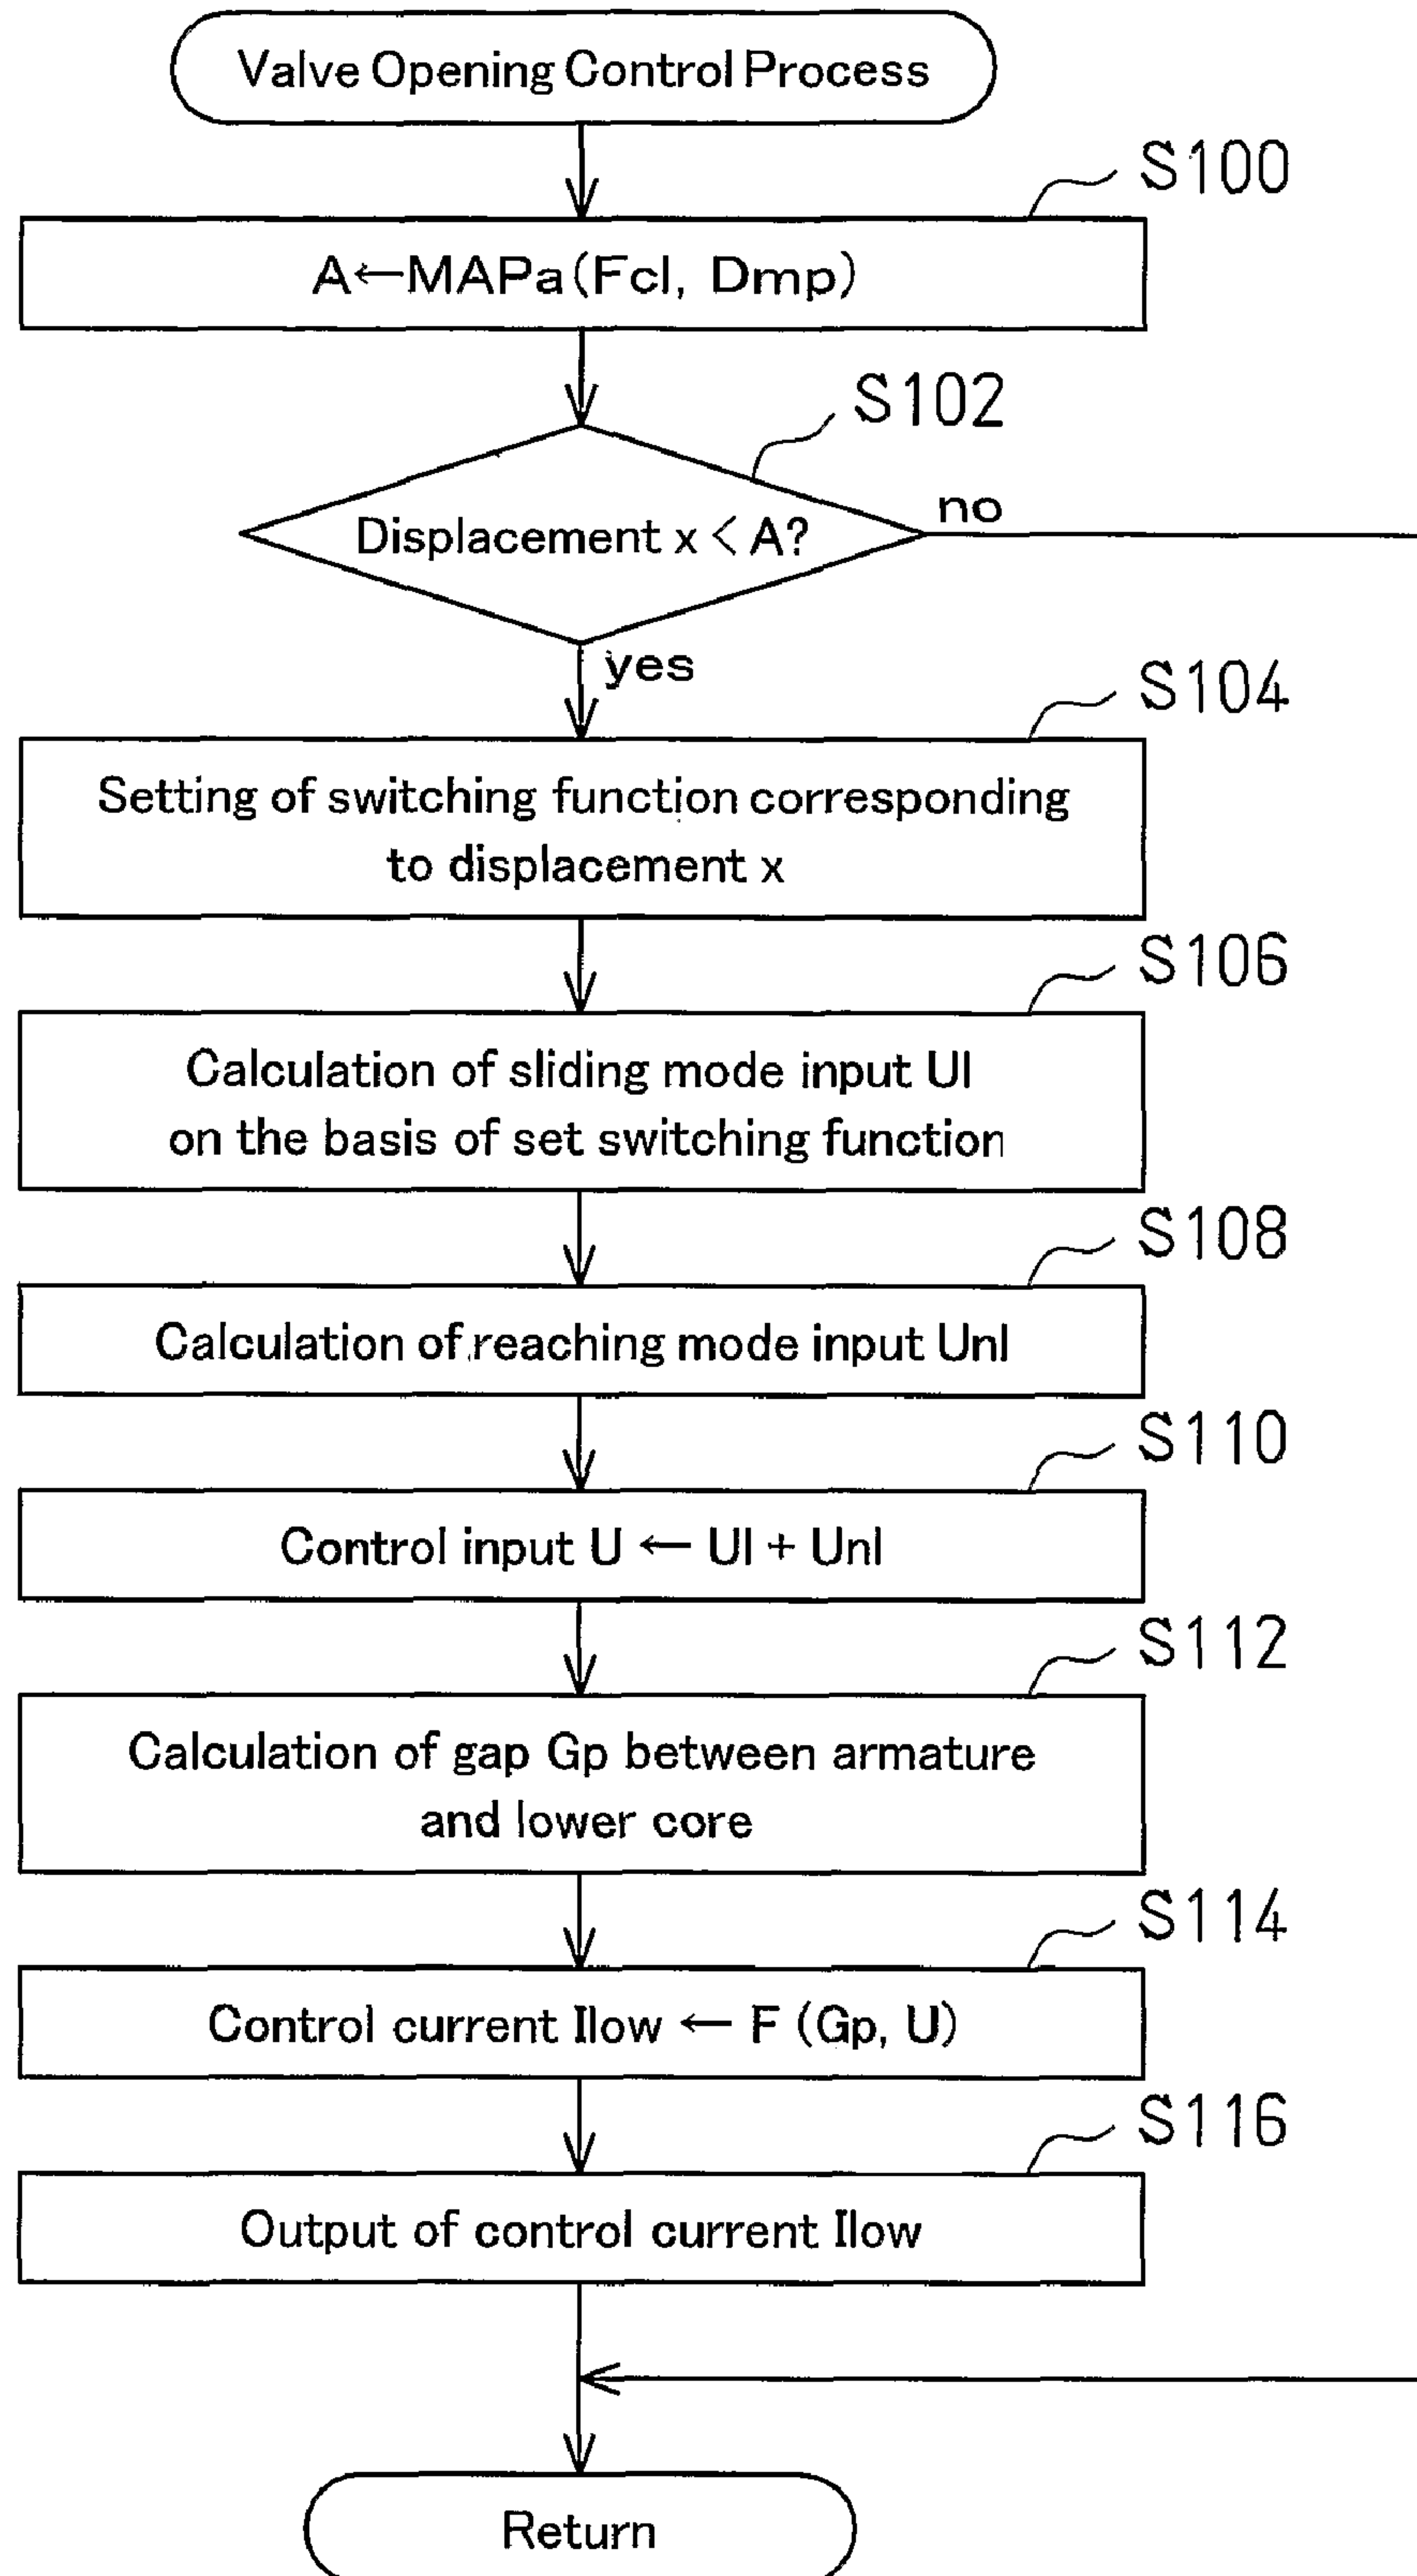 Valve Opening Control Process
S100
A←MAPa(Fcl, Dmp)
S102
Displacement x < A?
no
yes
S104
Setting of switching function corresponding
to displacement x
S106
Calculation of sliding mode input Ul
on the basis of set switching function
S108
Calculation of reaching mode input Unl
S110
Control input U ← Ul + Unl
S112
Calculation of gap Gp between armature
and lower core
S114
Control current Ilow ← F (Gp, U)
S116
Output of control current Ilow
Return